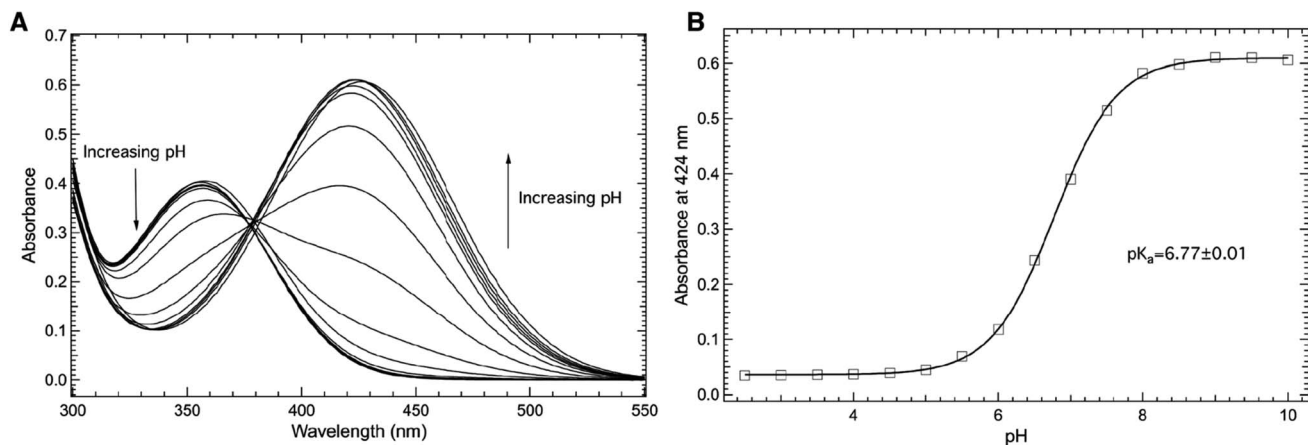 A
0.7
0.6
0.5
0.4
0.3
0.2
0.1
0.0
Absorbance
Increasing pH
Increasing pH
300
350
400
450
500
550
Wavelength (nm)
B
0.6
0.5
0.4
0.3
0.2
0.1
0.0
Absorbance at 424 nm
pKa=6.77±0.01
4
6
8
10
pH